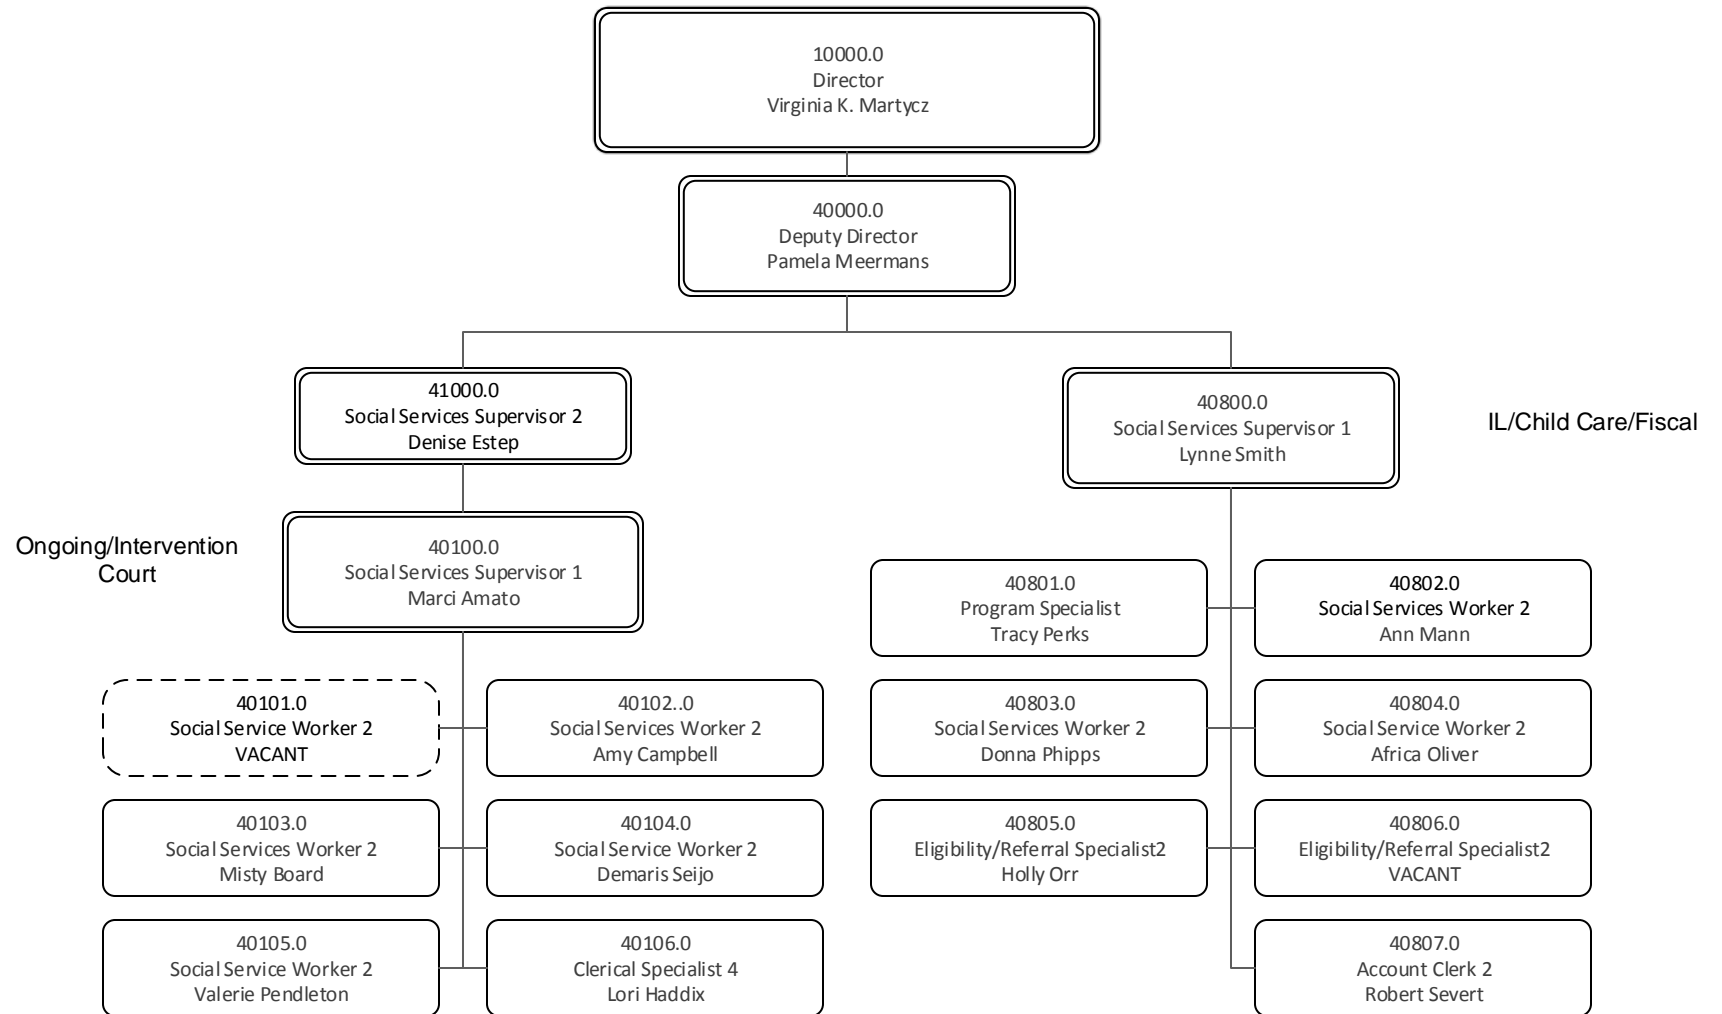 10000.0
Director
Virginia K. Martycz
40000.0
Deputy Director
Pamela Meermans
41000.0
Social Services Supervisor 2
Denise Estep
40800.0
Social Services Supervisor 1
Lynne Smith
IL/Child Care/Fiscal
Ongoing/Intervention
Court
40100.0
Social Services Supervisor 1
Marci Amato
40801.0
Program Specialist
Tracy Perks
40802.0
Social Services Worker 2
Ann Mann
40101.0
Social Service Worker 2
VACANT
40102..0
Social Services Worker 2
Amy Campbell
40803.0
Social Services Worker 2
Donna Phipps
40804.0
Social Service Worker 2
Africa Oliver
40103.0
Social Services Worker 2
Misty Board
40104.0
Social Service Worker 2
Demaris Seijo
40805.0
Eligibility/Referral Specialist2
Holly Orr
40806.0
Eligibility/Referral Specialist2
VACANT
40105.0
Social Service Worker 2
Valerie Pendleton
40106.0
Clerical Specialist 4
Lori Haddix
40807.0
Account Clerk 2
Robert Severt